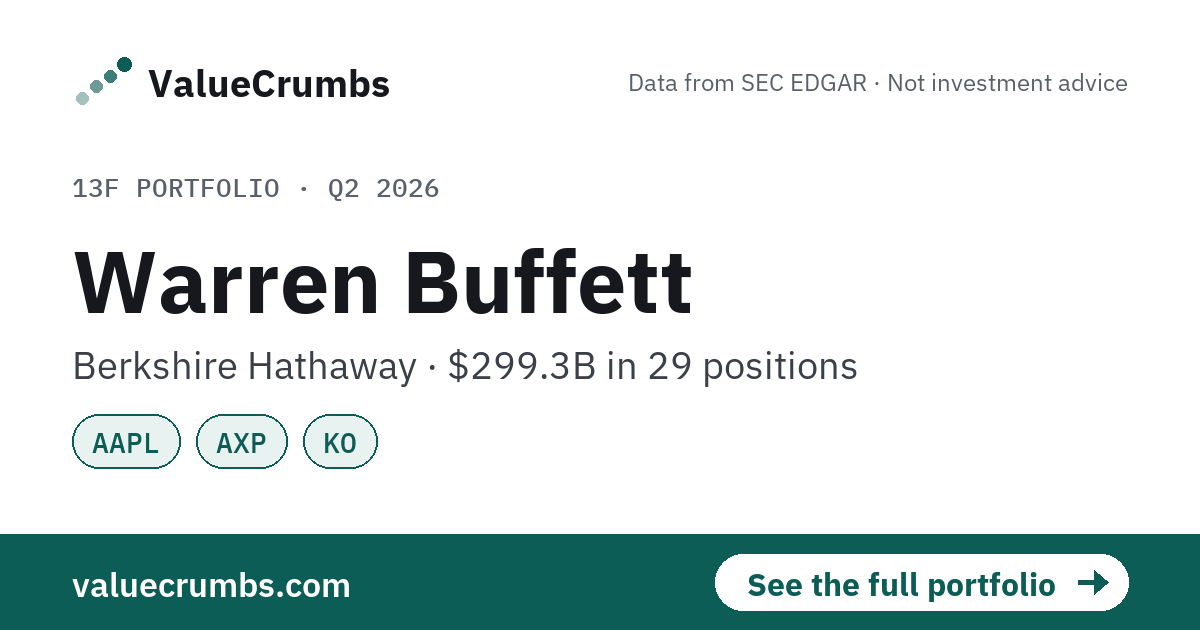 ValueCrumbs
Data from SEC EDGAR · Not investment advice
13F PORTFOLIO · Q2 2026
Warren Buffett
Berkshire Hathaway · $299.3B in 29 positions
AAPL AXP KO
valuecrumbs.com
See the full portfolio →